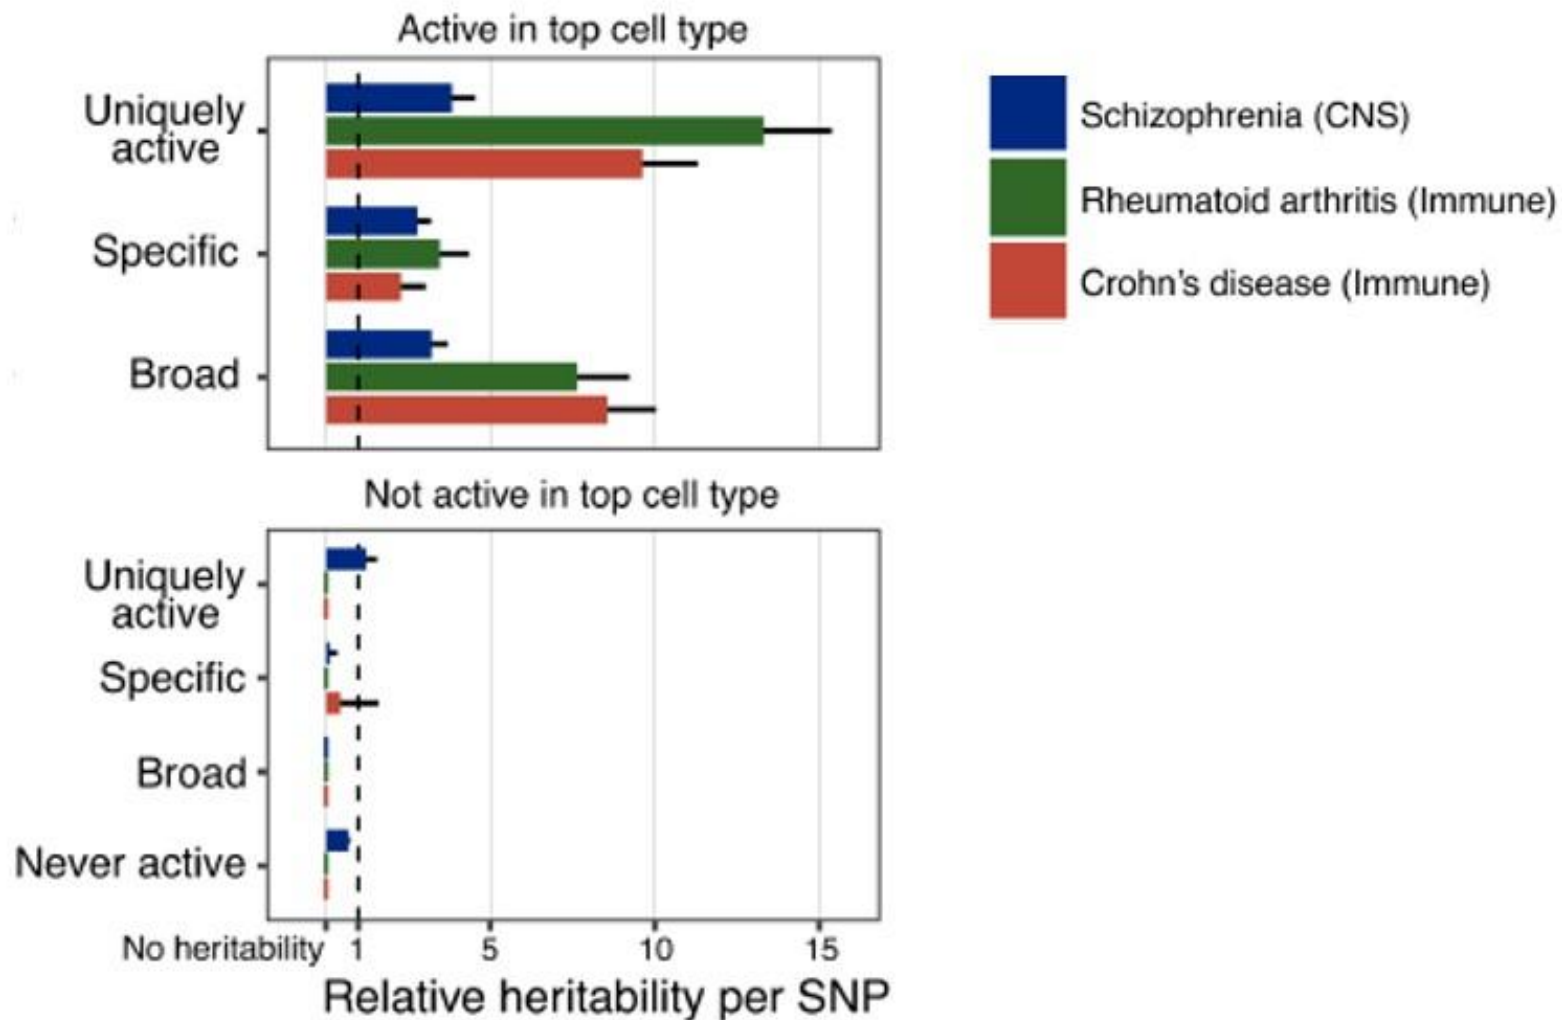 Active in top cell type
Uniquely
active
Specific
Broad
Schizophrenia (CNS)
Rheumatoid arthritis (Immune)
Crohn's disease (Immune)
Not active in top cell type
Uniquely
active
Specific
Broad
Never active
No heritability 1 5 10 15
Relative heritability per SNP